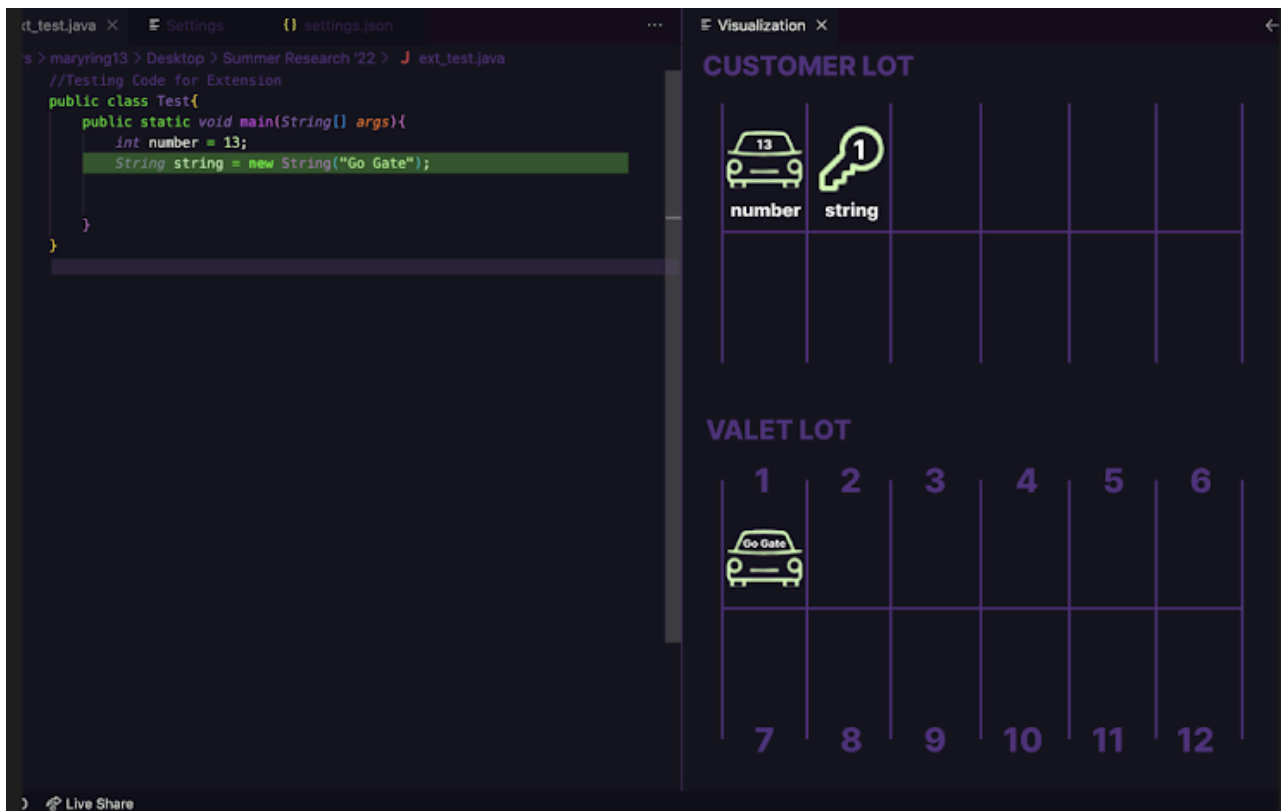 xt_test.java × Settings {} settings.json ...
s > maryring13 > Desktop > Summer Research '22 > J ext_test.java
//Testing Code for Extension
public class Test{
public static void main(String[] args){
int number = 13;
String string = new String("Go Gate");
}
}
Live Share
Visualization ×
CUSTOMER LOT
13 1
number string
VALET LOT
1 2 3 4 5 6
Go Gate
7 8 9 10 11 12